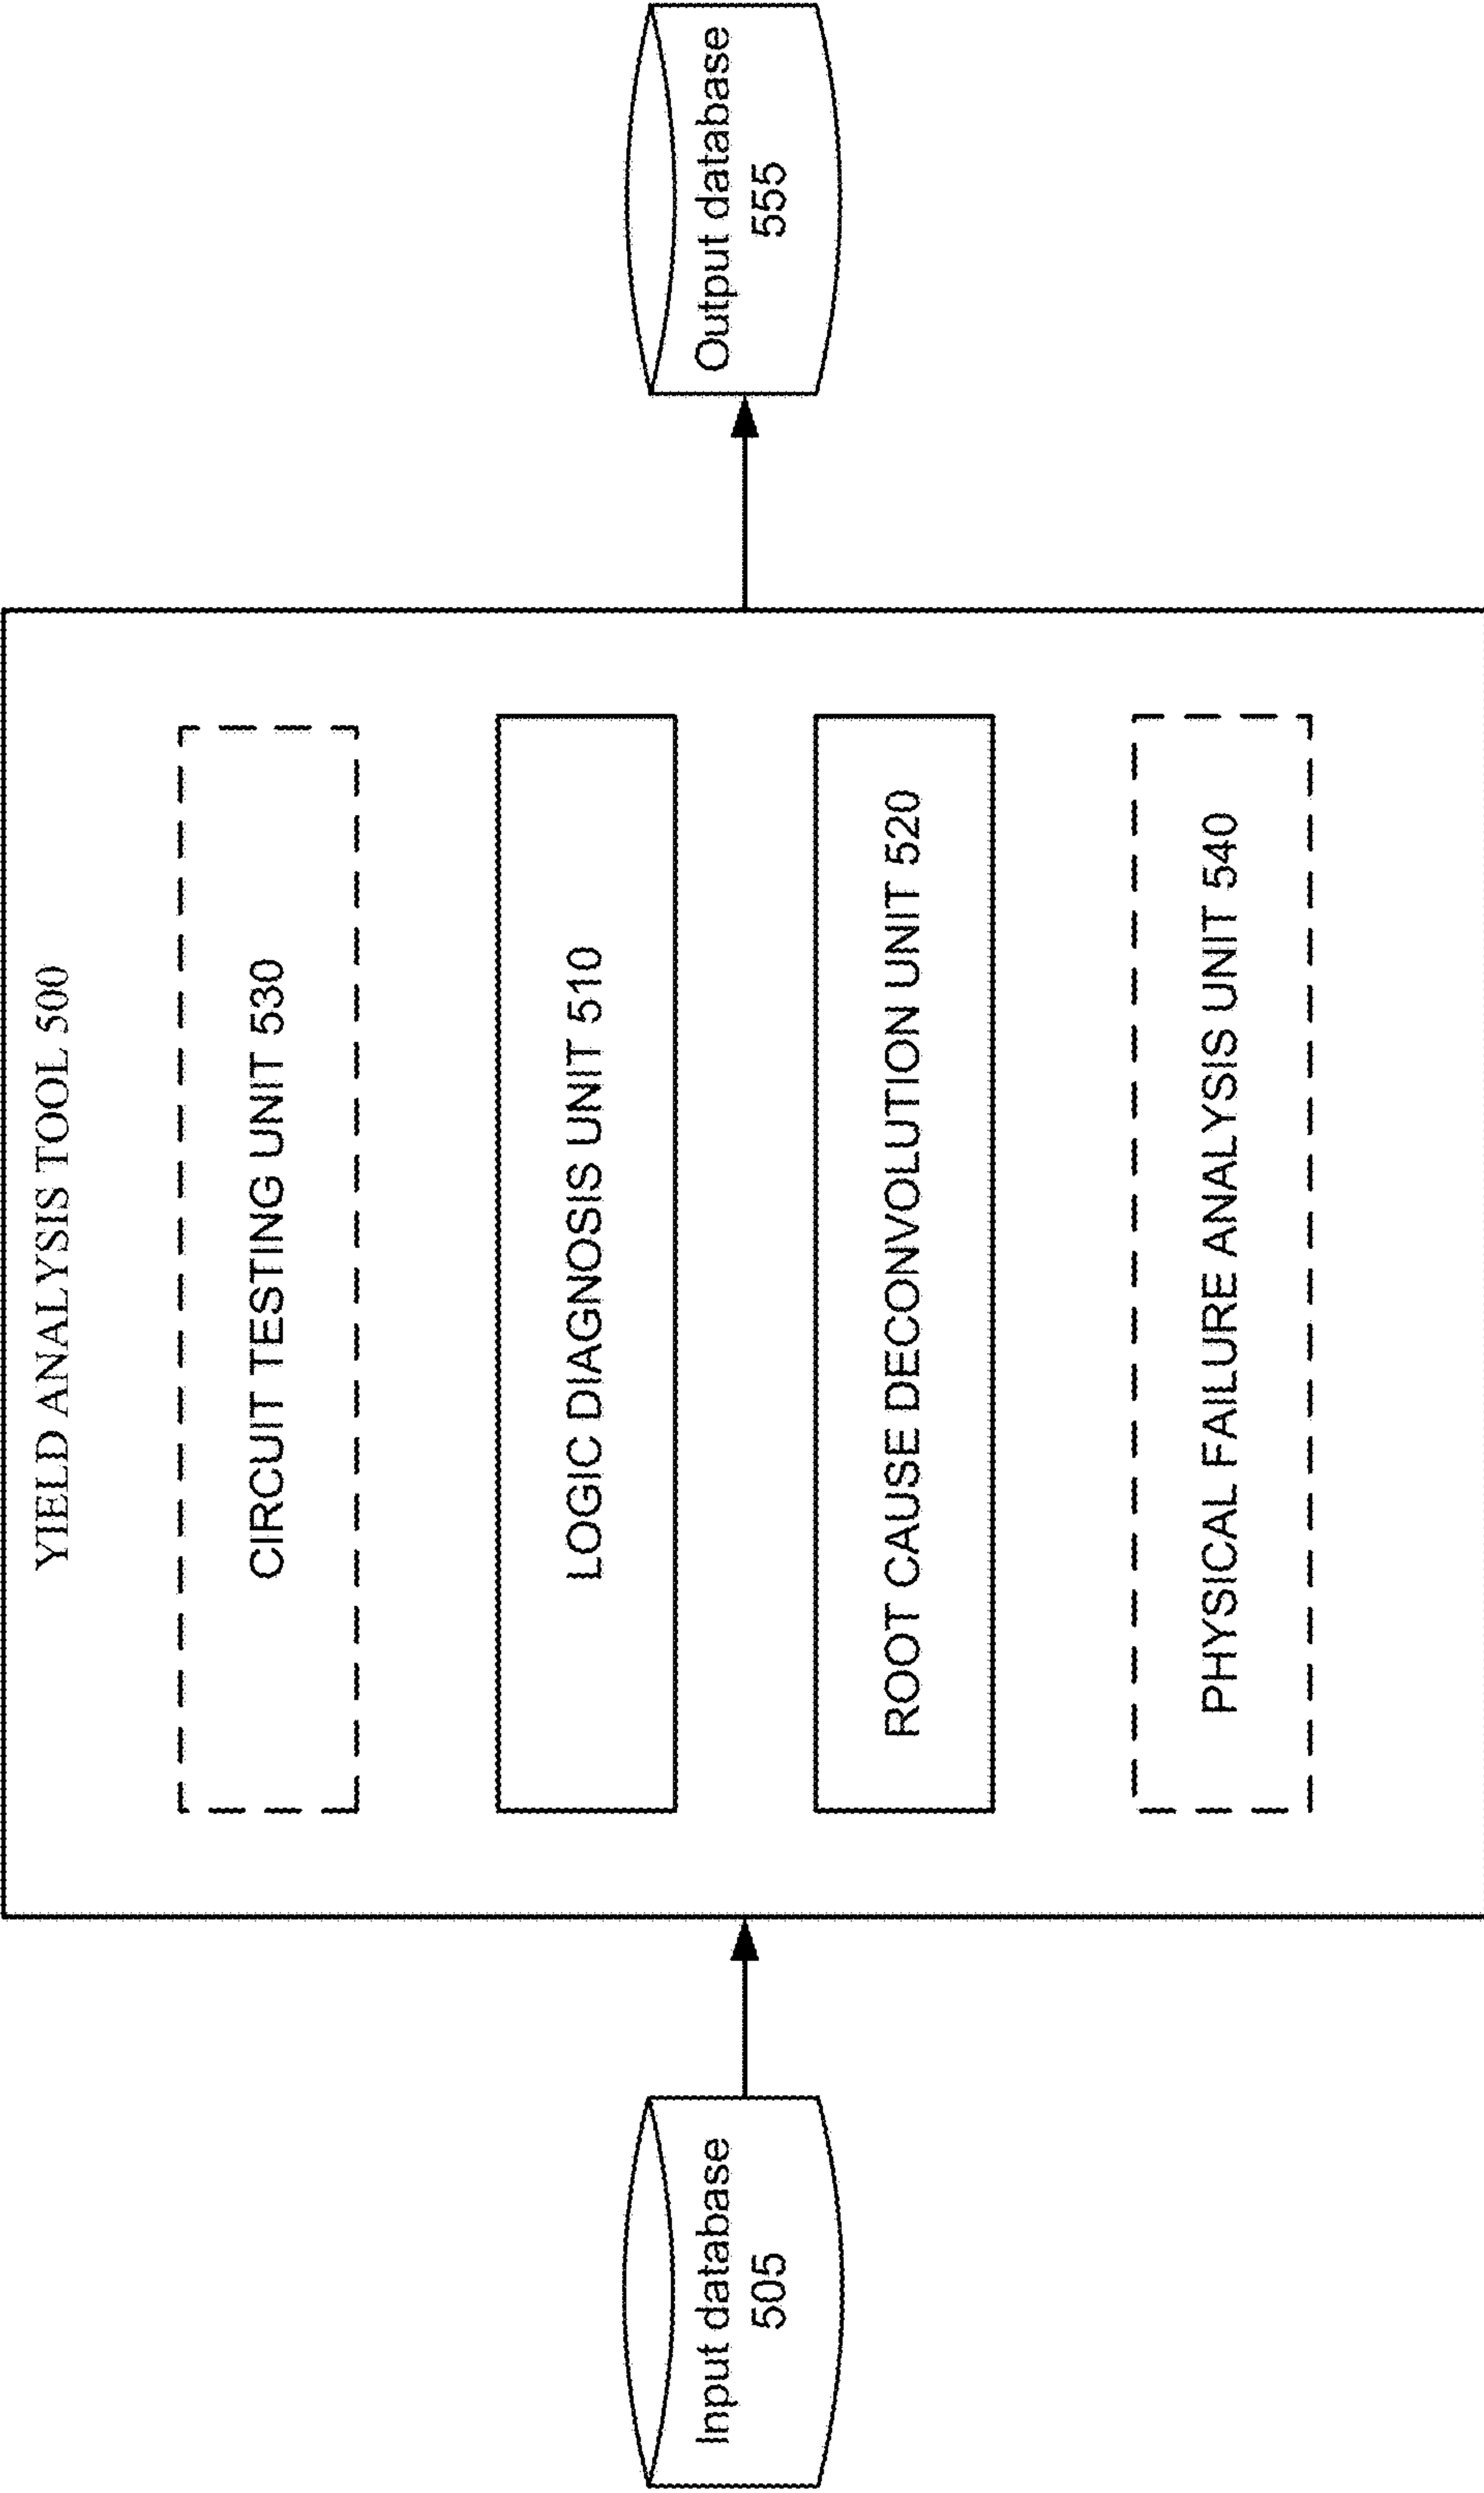 YIELD ANALYSIS TOOL 500
CIRCUIT TESTING UNIT 530
LOGIC DIAGNOSIS UNIT 510
ROOT CAUSE DECONVOLUTION UNIT 520
PHYSICAL FAILURE ANALYSIS UNIT 540
Input database
505
Output database
555